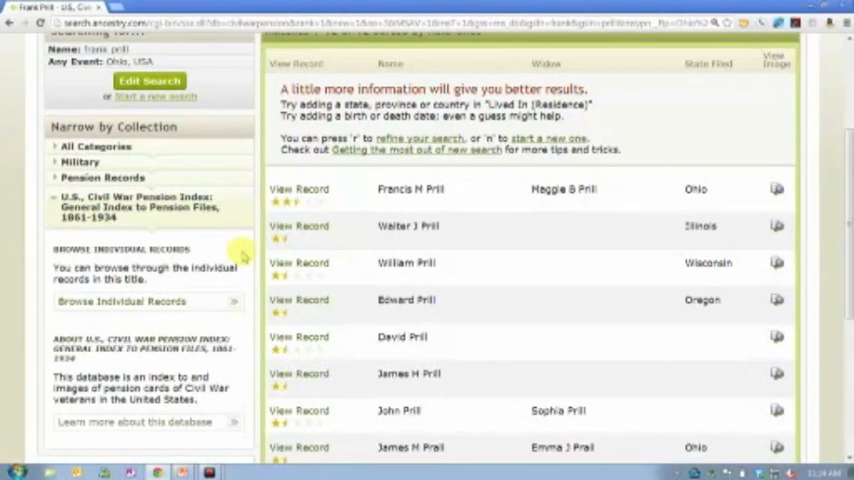 Frank Prill - U.S., Civi
Name: frank prill
Any Event: Ohio, USA
Edit Search
or Start a new search
Narrow by Collection
All Categories
Military
Pension Records
U.S., Civil War Pension Index:
General Index to Pension Files,
1861-1934
BROWSE INDIVIDUAL RECORDS
You can browse through the individual
records in this title.
Browse Individual Records
ABOUT U.S., CIVIL WAR PENSION INDEX:
GENERAL INDEX TO PENSION FILES, 1861-
1934
This database is an index to and
images of pension cards of Civil War
veterans in the United States.
Learn more about this database
View Record Name Widow State Filed View Image
A little more information will give you better results.
Try adding a state, province or country in "Lived In (Residence)"
Try adding a birth or death date; even a guess might help.
You can press 'r' to refine your search, or 'n' to start a new one.
Check out Getting the most out of new search for more tips and tricks.
View Record Francis M Prill Maggie B Prill Ohio
View Record Walter J Prill Illinois
View Record William Prill Wisconsin
View Record Edward Prill Oregon
View Record David Prill
View Record James H Prill
View Record John Prill Sophia Prill
View Record James M Prall Emma J Prall Ohio